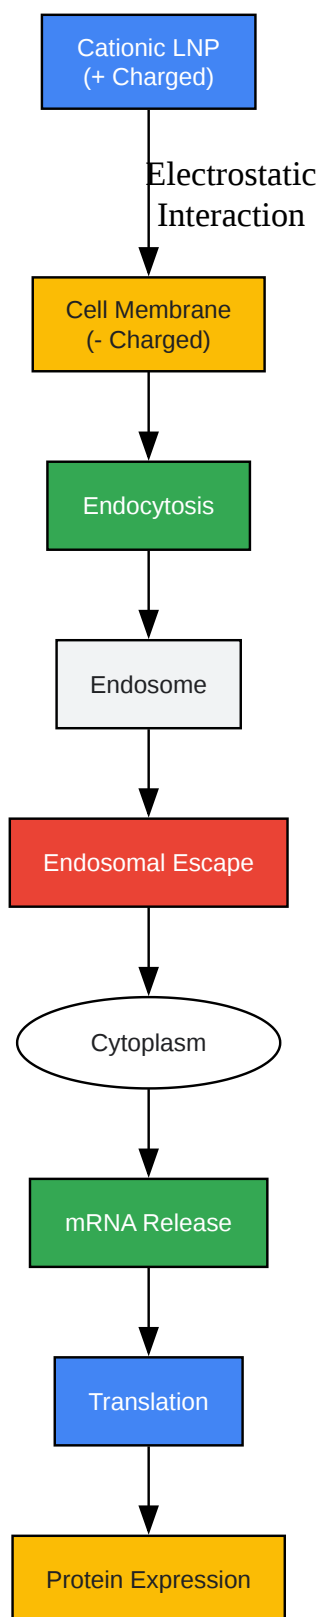 Cationic LNP
(+ Charged)
Electrostatic
Interaction
Cell Membrane
(- Charged)
Endocytosis
Endosome
Endosomal Escape
Cytoplasm
mRNA Release
Translation
Protein Expression